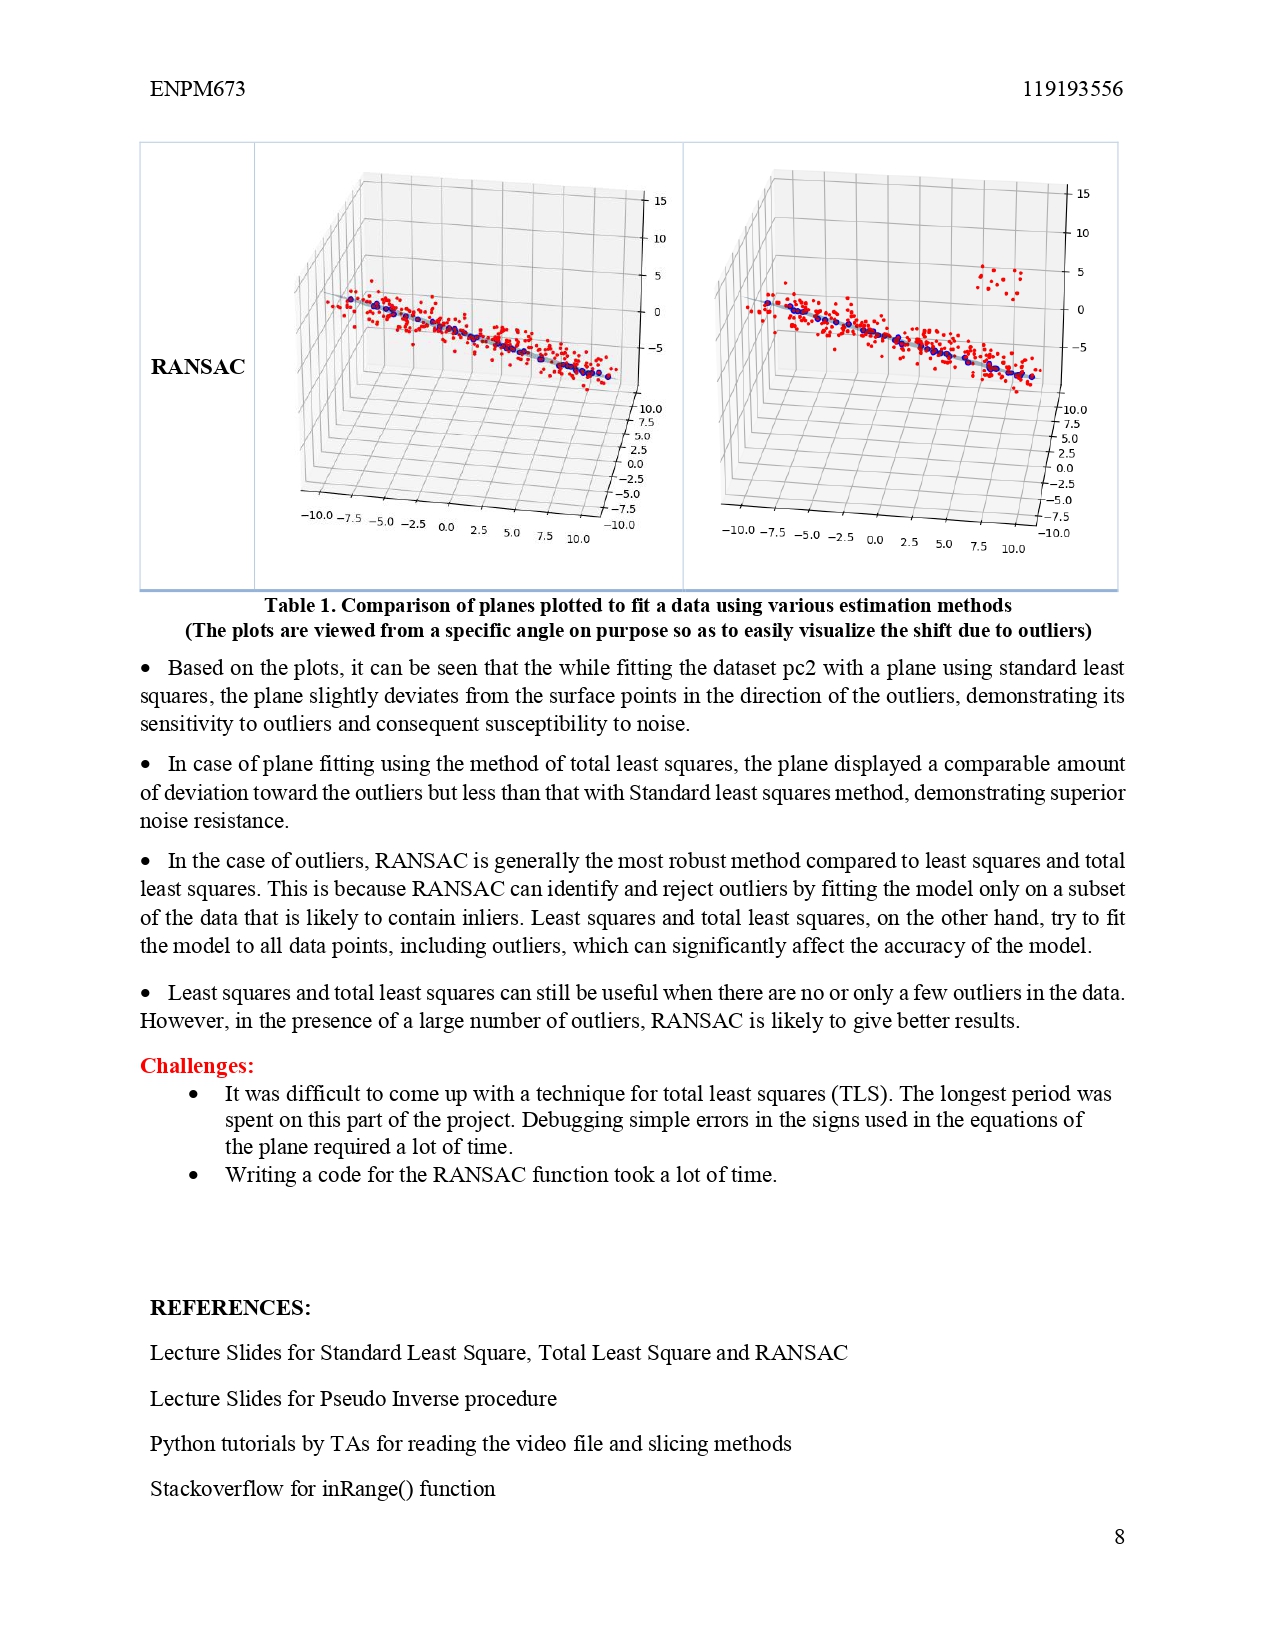 ENPM673 119193556
RANSAC
15
10
5
0
−5
10.0
7.5
5.0
2.5
0.0
−2.5
−5.0
−7.5
−10.0
−10.0 −7.5 −5.0 −2.5 0.0 2.5 5.0 7.5 10.0
15
10
5
0
−5
10.0
7.5
5.0
2.5
0.0
−2.5
−5.0
−7.5
−10.0
−10.0 −7.5 −5.0 −2.5 0.0 2.5 5.0 7.5 10.0
Table 1. Comparison of planes plotted to fit a data using various estimation methods
(The plots are viewed from a specific angle on purpose so as to easily visualize the shift due to outliers)
• Based on the plots, it can be seen that the while fitting the dataset pc2 with a plane using standard least
squares, the plane slightly deviates from the surface points in the direction of the outliers, demonstrating its
sensitivity to outliers and consequent susceptibility to noise.
• In case of plane fitting using the method of total least squares, the plane displayed a comparable amount
of deviation toward the outliers but less than that with Standard least squares method, demonstrating superior
noise resistance.
• In the case of outliers, RANSAC is generally the most robust method compared to least squares and total
least squares. This is because RANSAC can identify and reject outliers by fitting the model only on a subset
of the data that is likely to contain inliers. Least squares and total least squares, on the other hand, try to fit
the model to all data points, including outliers, which can significantly affect the accuracy of the model.
• Least squares and total least squares can still be useful when there are no or only a few outliers in the data.
However, in the presence of a large number of outliers, RANSAC is likely to give better results.
Challenges:
• It was difficult to come up with a technique for total least squares (TLS). The longest period was
spent on this part of the project. Debugging simple errors in the signs used in the equations of
the plane required a lot of time.
• Writing a code for the RANSAC function took a lot of time.
REFERENCES:
Lecture Slides for Standard Least Square, Total Least Square and RANSAC
Lecture Slides for Pseudo Inverse procedure
Python tutorials by TAs for reading the video file and slicing methods
Stackoverflow for inRange() function
8